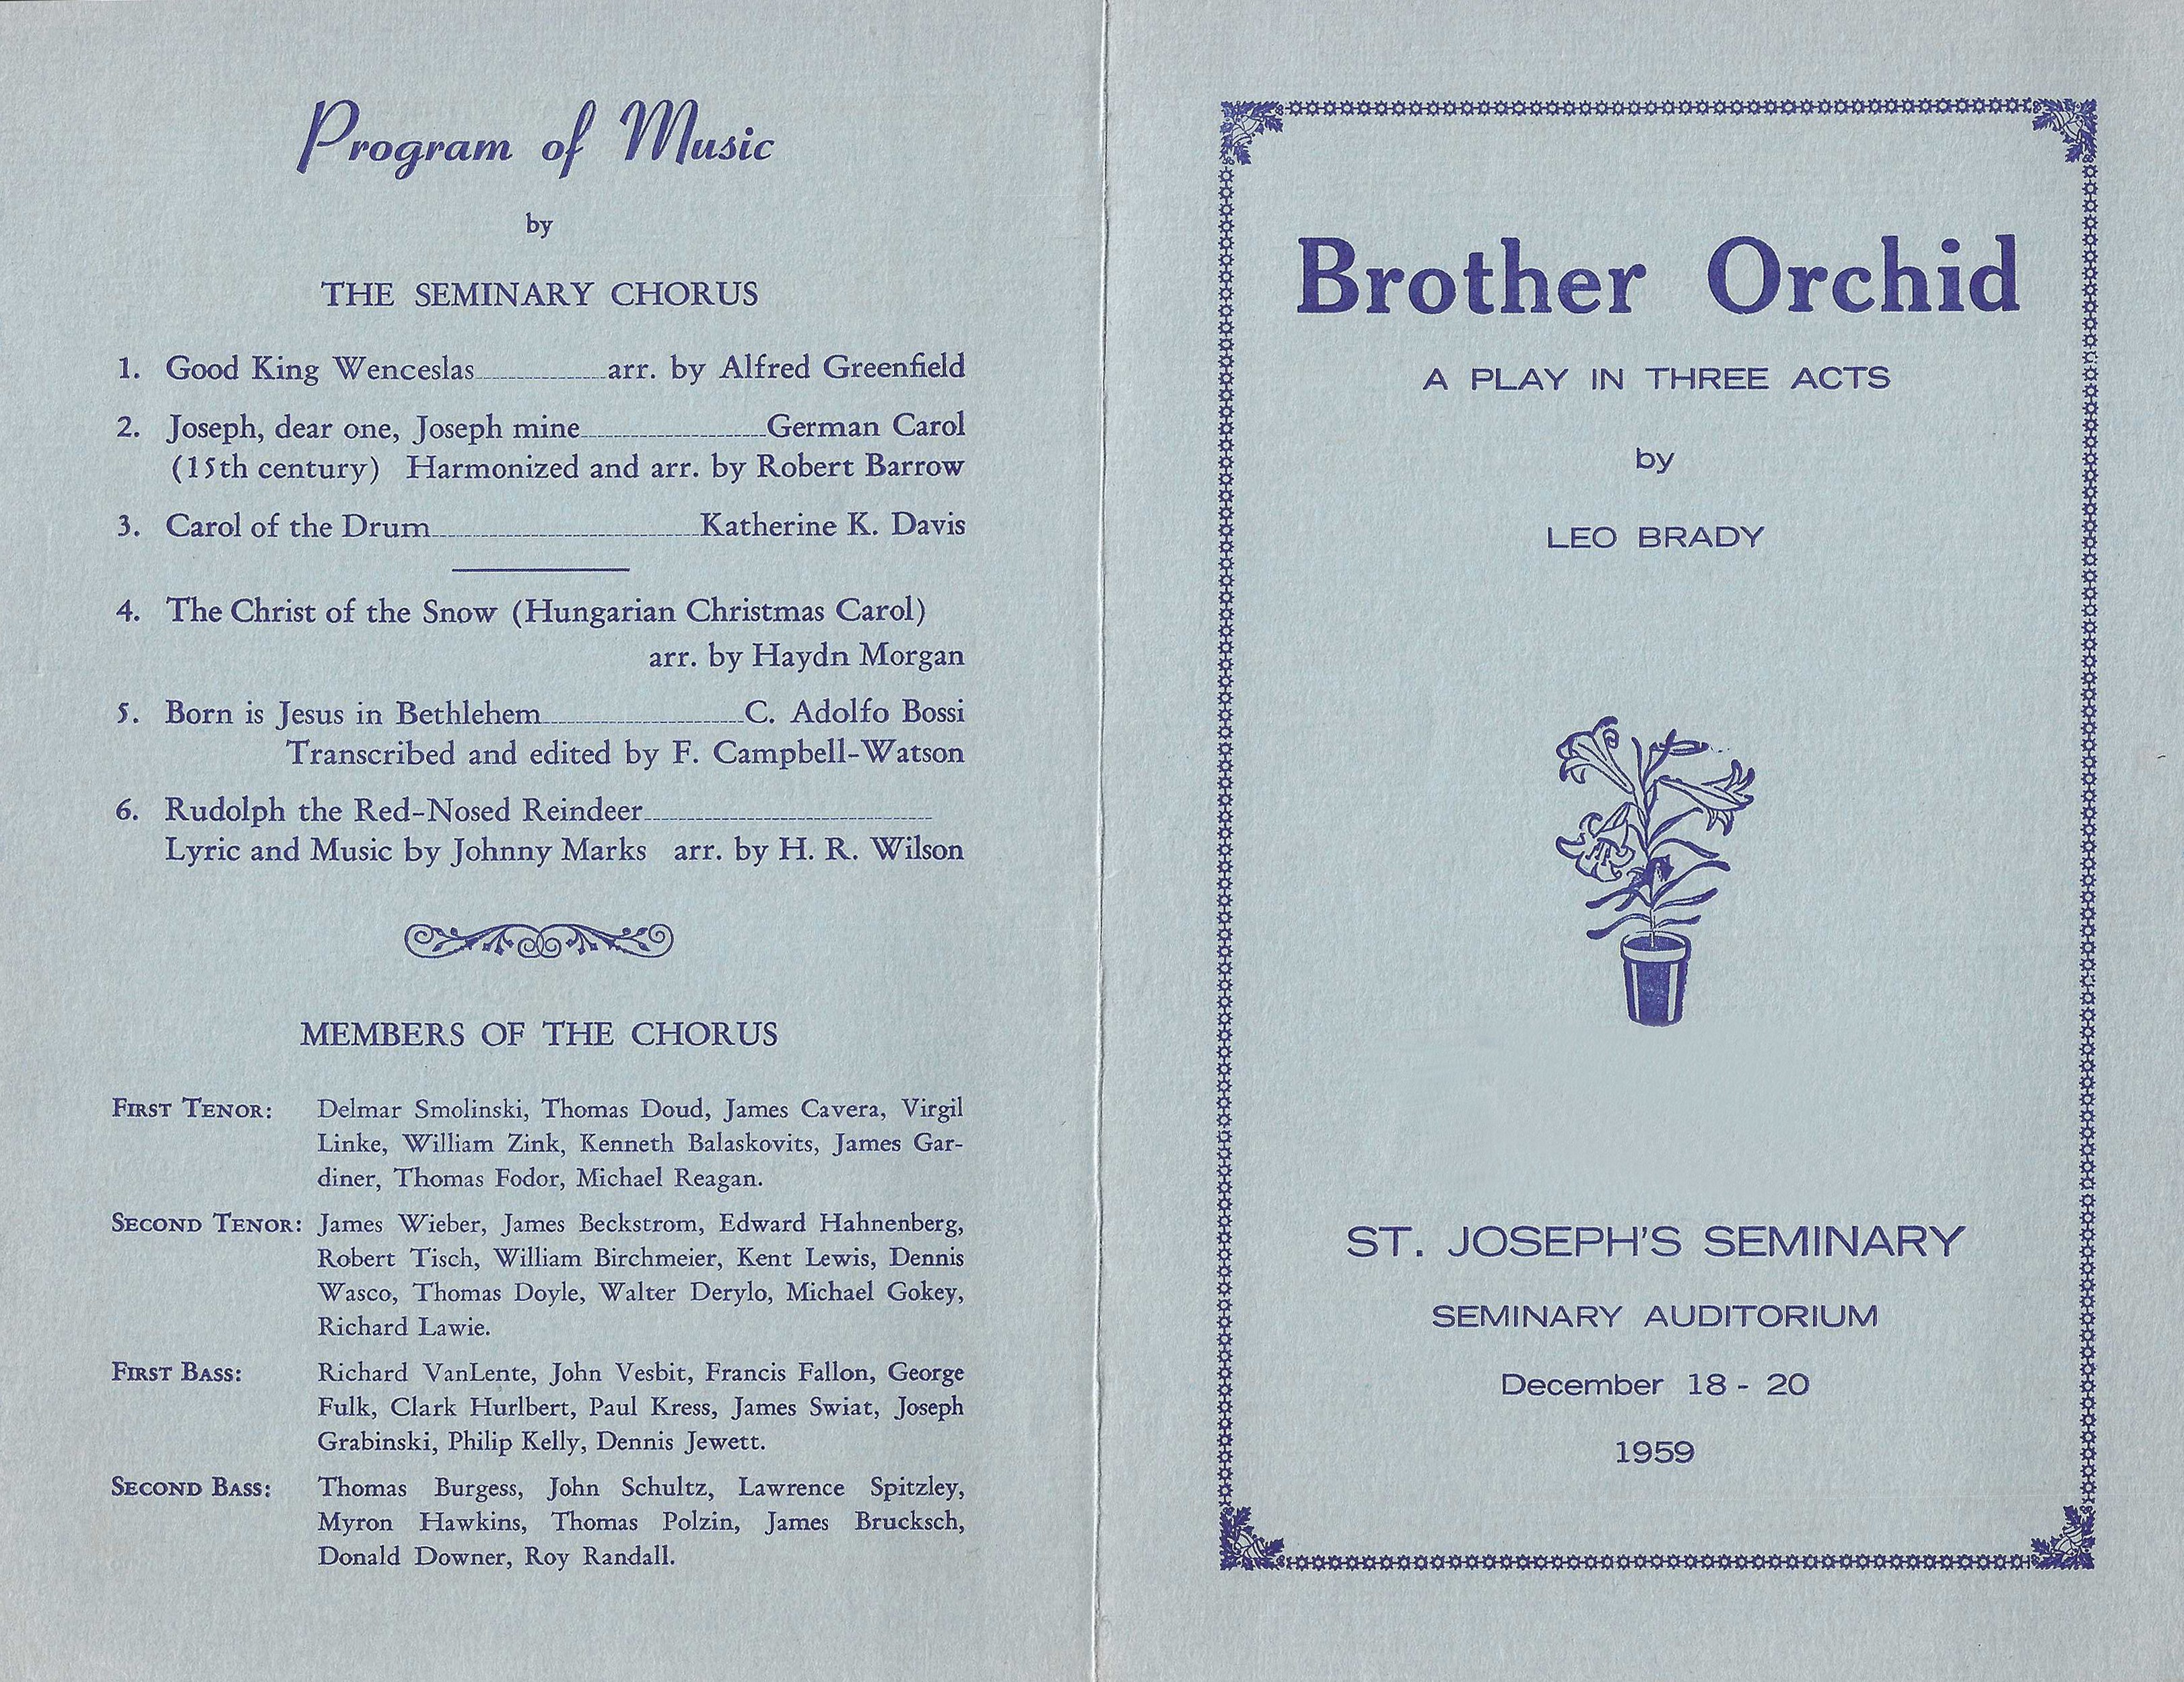 Program of Music
by
THE SEMINARY CHORUS
1. Good King Wenceslas..............arr. by Alfred Greenfield
2. Joseph, dear one, Joseph mine....................German Carol
(15th century) Harmonized and arr. by Robert Barrow
3. Carol of the Drum..............................Katherine K. Davis
4. The Christ of the Snow (Hungarian Christmas Carol)
arr. by Haydn Morgan
5. Born is Jesus in Bethlehem......................C. Adolfo Bossi
Transcribed and edited by F. Campbell-Watson
6. Rudolph the Red-Nosed Reindeer................................
Lyric and Music by Johnny Marks arr. by H. R. Wilson
MEMBERS OF THE CHORUS
FIRST TENOR: Delmar Smolinski, Thomas Doud, James Cavera, Virgil
Linke, William Zink, Kenneth Balaskovits, James Gar-
diner, Thomas Fodor, Michael Reagan.
SECOND TENOR: James Wieber, James Beckstrom, Edward Hahnenberg,
Robert Tisch, William Birchmeier, Kent Lewis, Dennis
Wasco, Thomas Doyle, Walter Derylo, Michael Gokey,
Richard Lawie.
FIRST BASS: Richard VanLente, John Vesbit, Francis Fallon, George
Fulk, Clark Hurlbert, Paul Kress, James Swiat, Joseph
Grabinski, Philip Kelly, Dennis Jewett.
SECOND BASS: Thomas Burgess, John Schultz, Lawrence Spitzley,
Myron Hawkins, Thomas Polzin, James Brucksch,
Donald Downer, Roy Randall.
Brother Orchid
A PLAY IN THREE ACTS
by
LEO BRADY
ST. JOSEPH'S SEMINARY
SEMINARY AUDITORIUM
December 18 - 20
1959